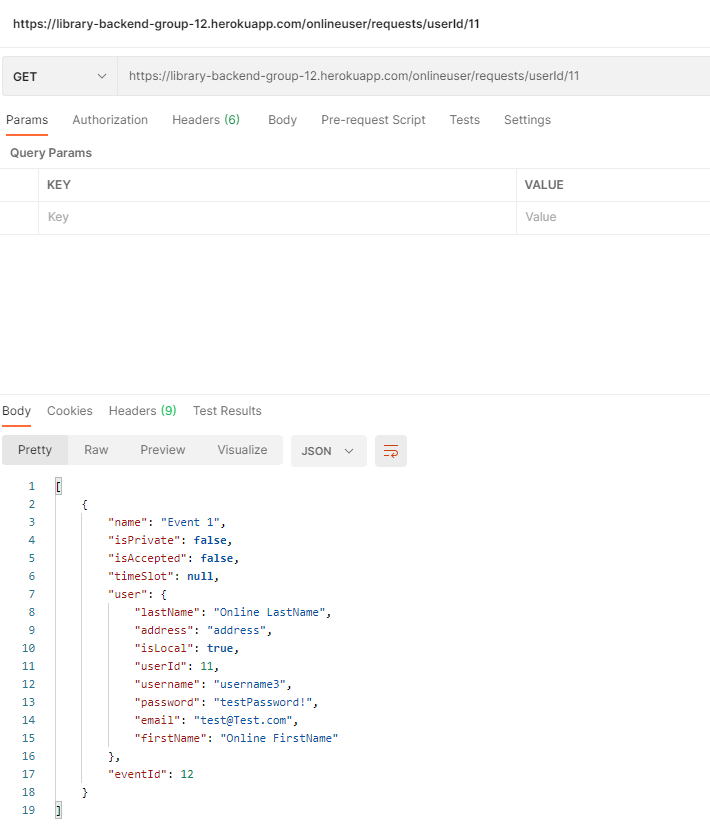 https://library-backend-group-12.herokuapp.com/onlineuser/requests/userId/11
GET https://library-backend-group-12.herokuapp.com/onlineuser/requests/userId/11
Params Authorization Headers (6) Body Pre-request Script Tests Settings
Query Params
KEY VALUE
Key Value
Body Cookies Headers (9) Test Results
Pretty Raw Preview Visualize JSON
1 [
2 {
3 "name": "Event 1",
4 "isPrivate": false,
5 "isAccepted": false,
6 "timeSlot": null,
7 "user": {
8 "lastName": "Online LastName",
9 "address": "address",
10 "isLocal": true,
11 "userId": 11,
12 "username": "username3",
13 "password": "testPassword!",
14 "email": "test@Test.com",
15 "firstName": "Online FirstName"
16 },
17 "eventId": 12
18 }
19 ]